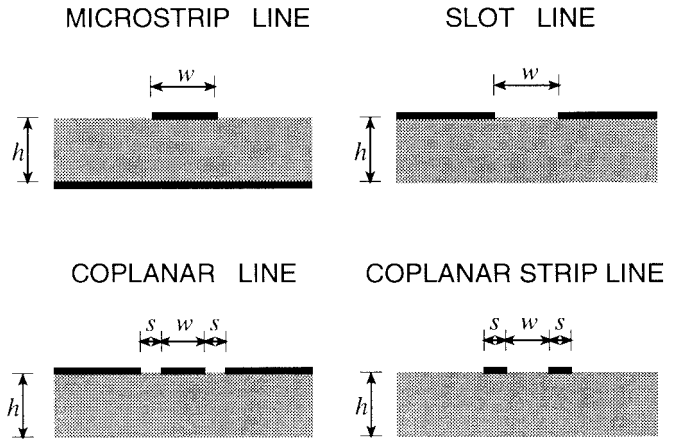 MICROSTRIP LINE
SLOT LINE
w
w
h
h
COPLANAR LINE
COPLANAR STRIP LINE
s w s
s w s
h
h